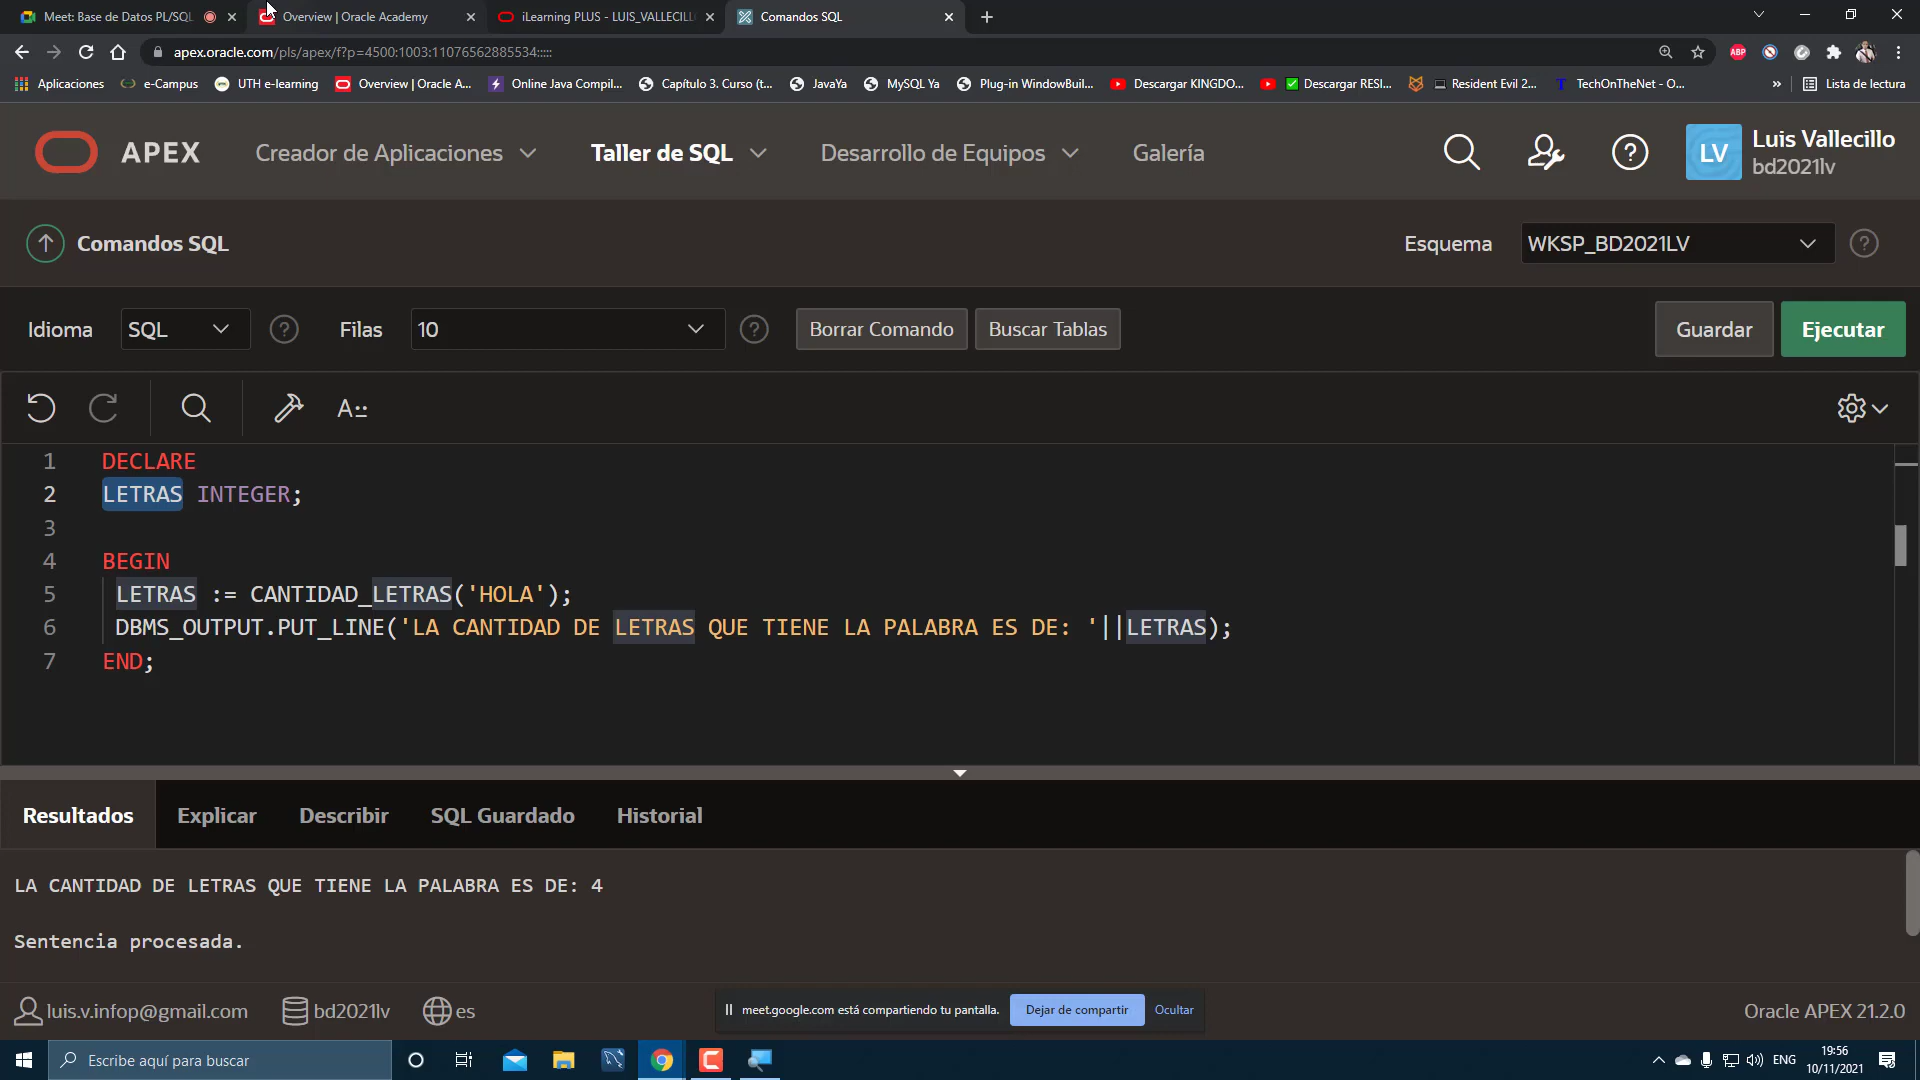 Meet: Base de Datos PL/SQL
Overview | Oracle Academy
iLearning PLUS - LUIS_VALLECILL
Comandos SQL
apex.oracle.com/pls/apex/f?p=4500:1003:11076562885534:::::
ABP
Aplicaciones
e-Campus
UTH e-learning
Overview | Oracle A...
Online Java Compil...
Capítulo 3. Curso (t...
JavaYa
MySQL Ya
Plug-in WindowBuil...
Descargar KINGDO...
Descargar RESI...
Resident Evil 2...
TechOnTheNet - O...
»
Lista de lectura
APEX
Creador de Aplicaciones
Taller de SQL
Desarrollo de Equipos
Galería
LV
Luis Vallecillo
bd2021lv
Comandos SQL
Esquema
WKSP_BD2021LV
Idioma
SQL
Filas
10
Borrar Comando
Buscar Tablas
Guardar
Ejecutar
A::
1 DECLARE
2 LETRAS INTEGER;
3
4 BEGIN
5 LETRAS := CANTIDAD_LETRAS('HOLA');
6 DBMS_OUTPUT.PUT_LINE('LA CANTIDAD DE LETRAS QUE TIENE LA PALABRA ES DE: '||LETRAS);
7 END;
Resultados
Explicar
Describir
SQL Guardado
Historial
LA CANTIDAD DE LETRAS QUE TIENE LA PALABRA ES DE: 4
Sentencia procesada.
luis.v.infop@gmail.com
bd2021lv
es
meet.google.com está compartiendo tu pantalla.
Dejar de compartir
Ocultar
Oracle APEX 21.2.0
Escribe aquí para buscar
ENG
19:56
10/11/2021